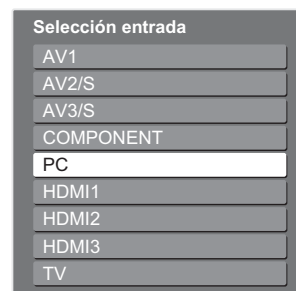 Selección entrada
AV1
AV2/S
AV3/S
COMPONENT
PC
HDMI1
HDMI2
HDMI3
TV